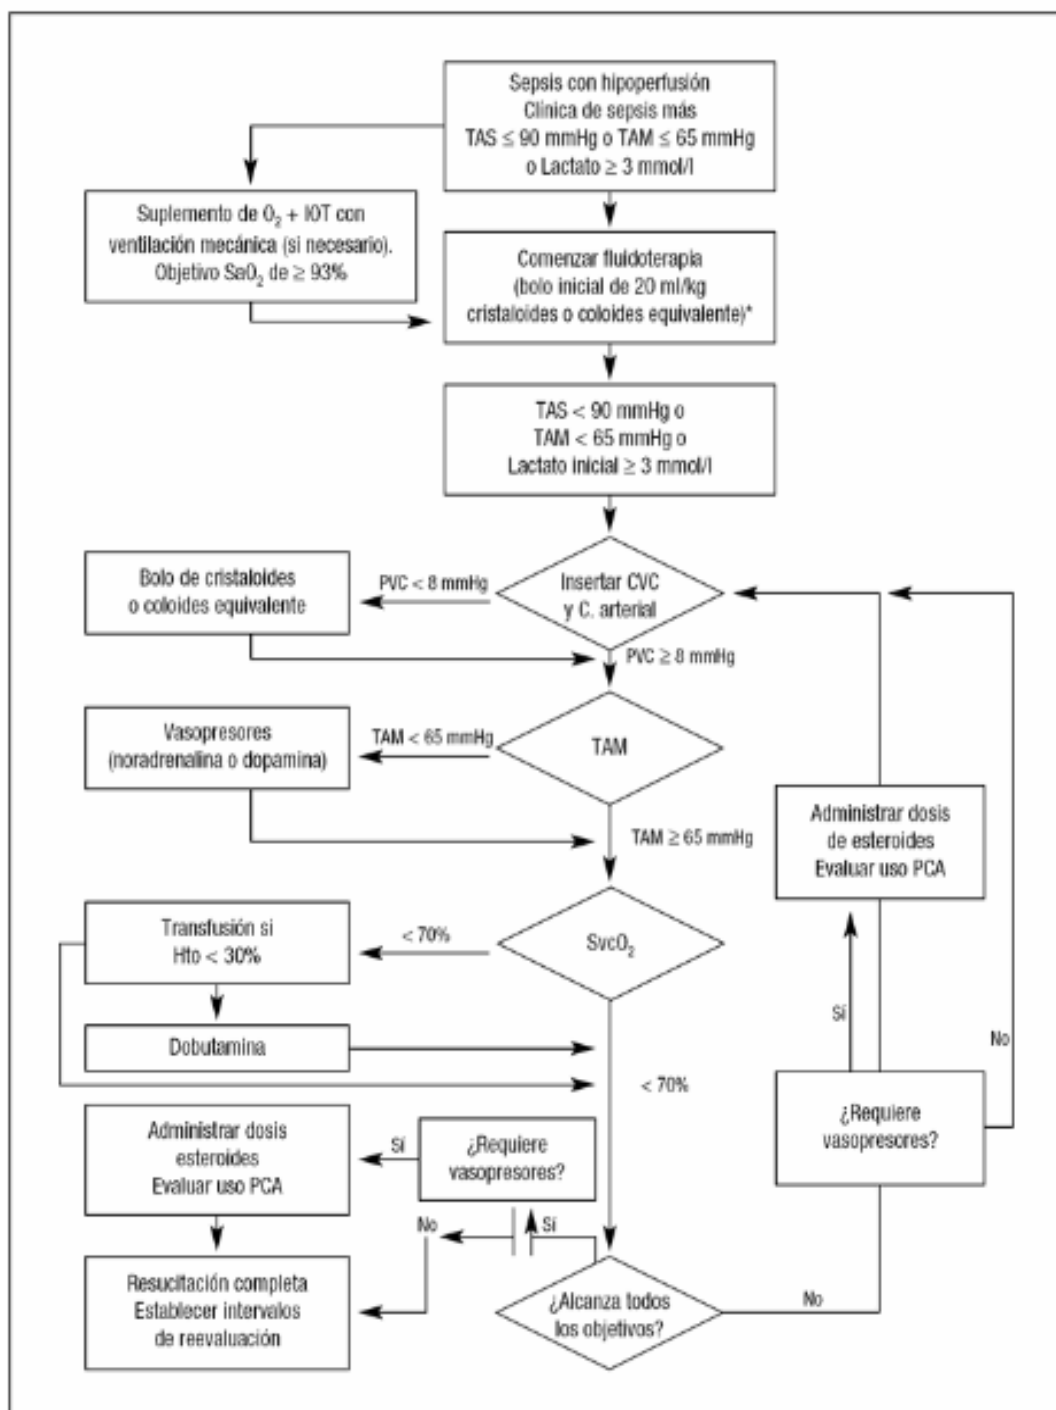 Sepsis con hipoperfusión
Clínica de sepsis más
TAS ≤ 90 mmHg o TAM ≤ 65 mmHg
o Lactato ≥ 3 mmol/l
Suplemento de O₂ + IOT con
ventilación mecánica (si necesario).
Objetivo SaO₂ de ≥ 93%
Comenzar fluidoterapia
(bolo inicial de 20 ml/kg
cristaloides o coloides equivalente)*
TAS < 90 mmHg o
TAM < 65 mmHg o
Lactato inicial ≥ 3 mmol/l
Bolo de cristaloides
o coloides equivalente
PVC < 8 mmHg
Insertar CVC
y C. arterial
PVC ≥ 8 mmHg
Vasopresores
(noradrenalina o dopamina)
TAM < 65 mmHg
TAM
TAM ≥ 65 mmHg
Administrar dosis
de esteroides
Evaluar uso PCA
Transfusión si
Hto < 30%
< 70%
SvcO₂
Sí
No
Dobutamina
< 70%
¿Requiere
vasopresores?
Administrar dosis
esteroides
Evaluar uso PCA
Sí
¿Requiere
vasopresores?
No
Sí
Resucitación completa
Establecer intervalos
de reevaluación
¿Alcanza todos
los objetivos?
No